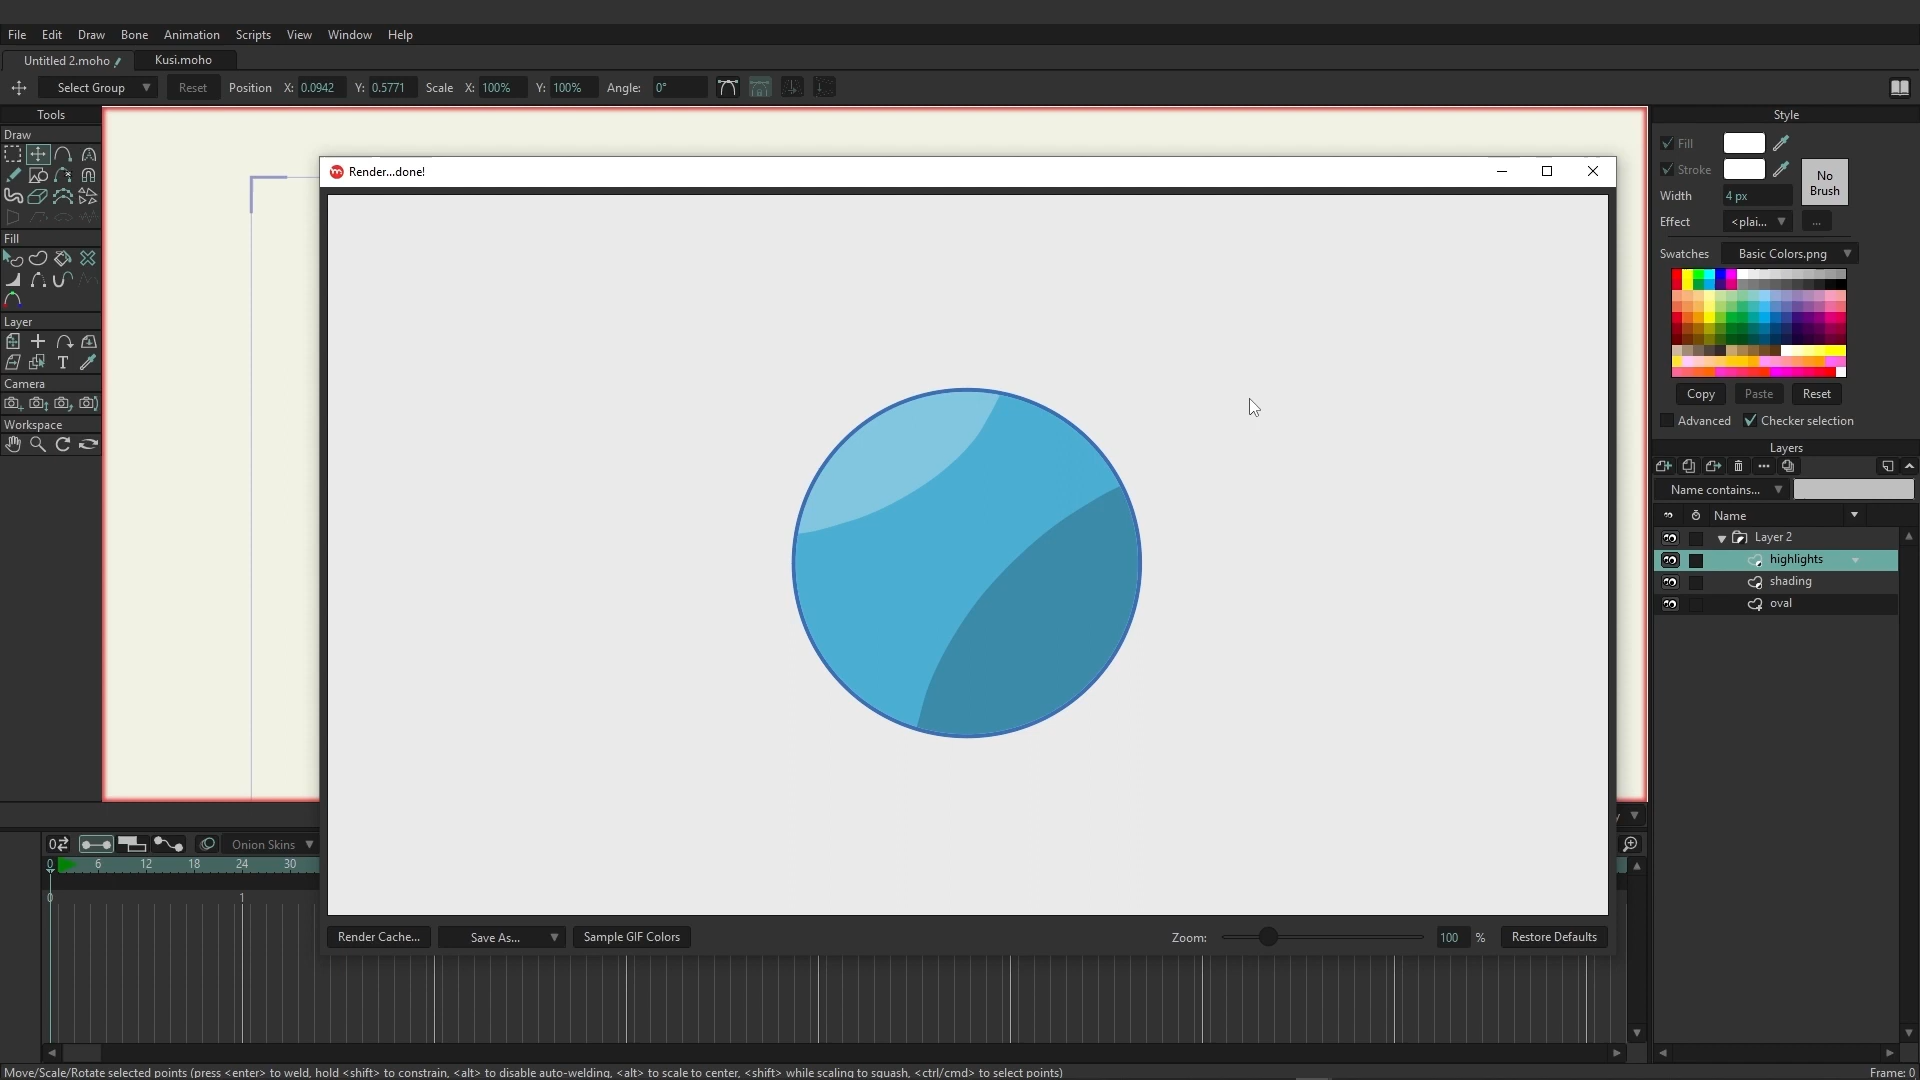 File Edit Draw Bone Animation Scripts View Window Help
Untitled 2.moho Kusi.moho
Select Group Reset Position X: 0.0942 Y: 0.5771 Scale X: 100% Y: 100% Angle: 0°
Tools
Draw
Fill
Layer
Camera
Workspace
Render...done!
Render Cache... Save As... Sample GIF Colors Zoom: 100 % Restore Defaults
Style
Fill
Stroke
No Brush
Width 4 px
Effect <plai... ...
Swatches Basic Colors.png
Copy Paste Reset
Advanced Checker selection
Layers
Name contains...
Name
Layer 2
highlights
shading
oval
Onion Skins
0 6 12 18 24 30
0 1
Move/Scale/Rotate selected points (press <enter> to weld, hold <shift> to constrain, <alt> to disable auto-welding, <alt> to scale to center, <shift> while scaling to squash, <ctrl/cmd> to select points) Frame: 0